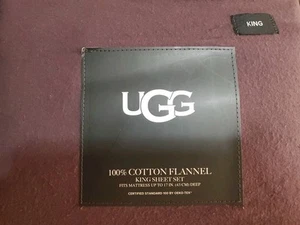 KING
UGG
100% COTTON FLANNEL
KING SHEET SET
FITS MATTRESS UP TO 17 IN. (43 CM) DEEP
CERTIFIED STANDARD 100 BY OEKO-TEX®